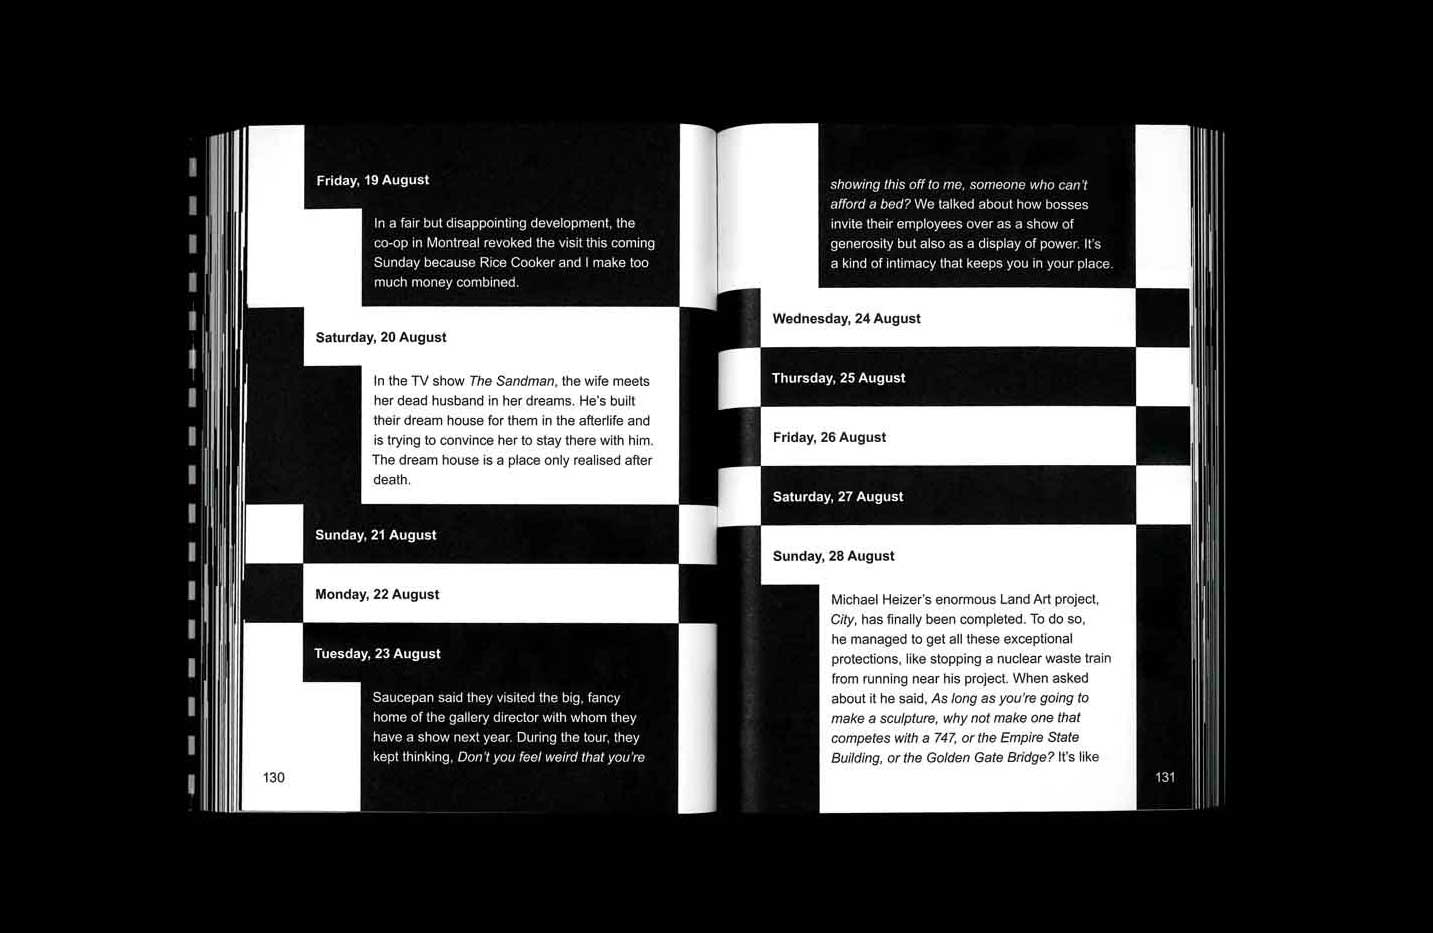 Friday, 19 August
In a fair but disappointing development, the
co-op in Montreal revoked the visit this coming
Sunday because Rice Cooker and I make too
much money combined.
Saturday, 20 August
In the TV show The Sandman, the wife meets
her dead husband in her dreams. He’s built
their dream house for them in the afterlife and
is trying to convince her to stay there with him.
The dream house is a place only realised after
death.
Sunday, 21 August
Monday, 22 August
Tuesday, 23 August
Saucepan said they visited the big, fancy
home of the gallery director with whom they
have a show next year. During the tour, they
kept thinking, Don’t you feel weird that you’re
130
showing this off to me, someone who can’t
afford a bed? We talked about how bosses
invite their employees over as a show of
generosity but also as a display of power. It’s
a kind of intimacy that keeps you in your place.
Wednesday, 24 August
Thursday, 25 August
Friday, 26 August
Saturday, 27 August
Sunday, 28 August
Michael Heizer’s enormous Land Art project,
City, has finally been completed. To do so,
he managed to get all these exceptional
protections, like stopping a nuclear waste train
from running near his project. When asked
about it he said, As long as you’re going to
make a sculpture, why not make one that
competes with a 747, or the Empire State
Building, or the Golden Gate Bridge? It’s like
131